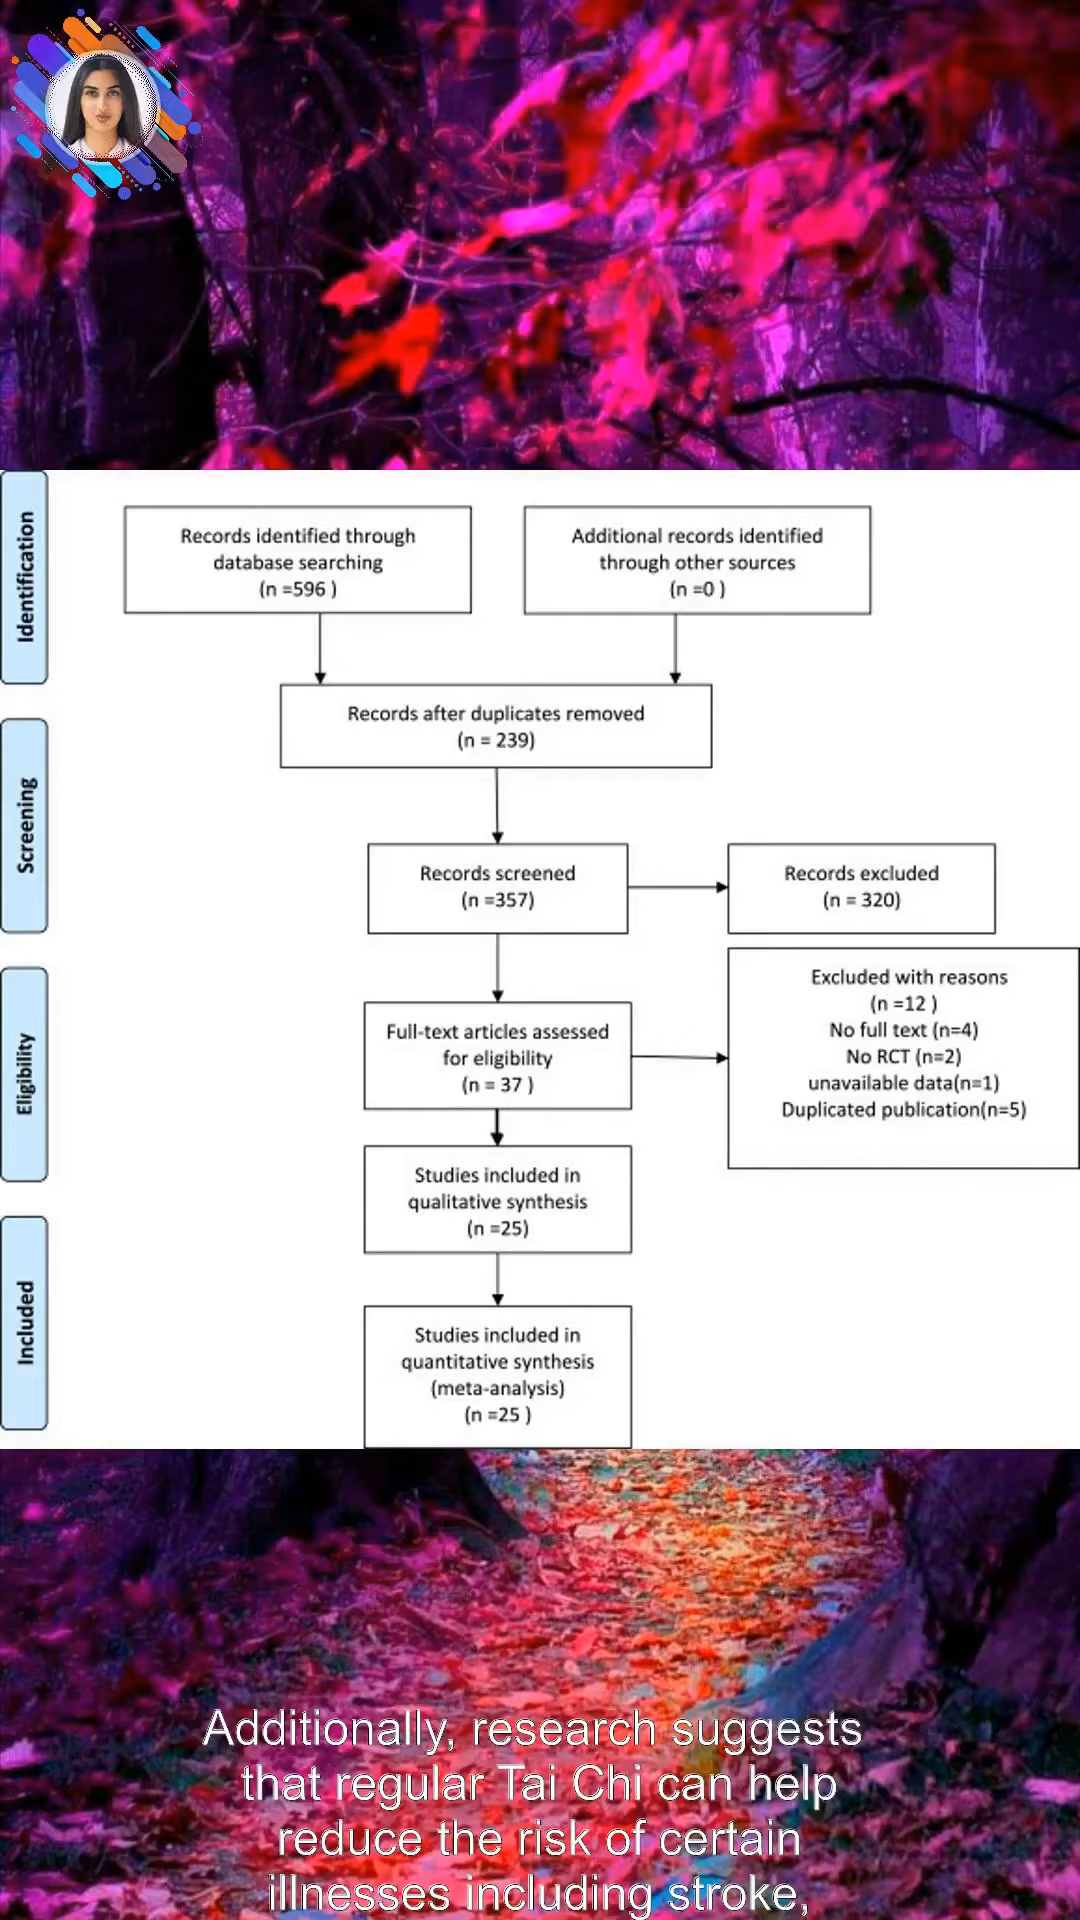 Identification
Records identified through
database searching
(n =596 )
Additional records identified
through other sources
(n =0 )
Records after duplicates removed
(n = 239)
Screening
Records screened
(n =357)
Records excluded
(n = 320)
Eligibility
Full-text articles assessed
for eligibility
(n = 37 )
Excluded with reasons
(n =12 )
No full text (n=4)
No RCT (n=2)
unavailable data(n=1)
Duplicated publication(n=5)
Studies included in
qualitative synthesis
(n =25)
Included
Studies included in
quantitative synthesis
(meta-analysis)
(n =25 )
Additionally, research suggests
that regular Tai Chi can help
reduce the risk of certain
illnesses including stroke,